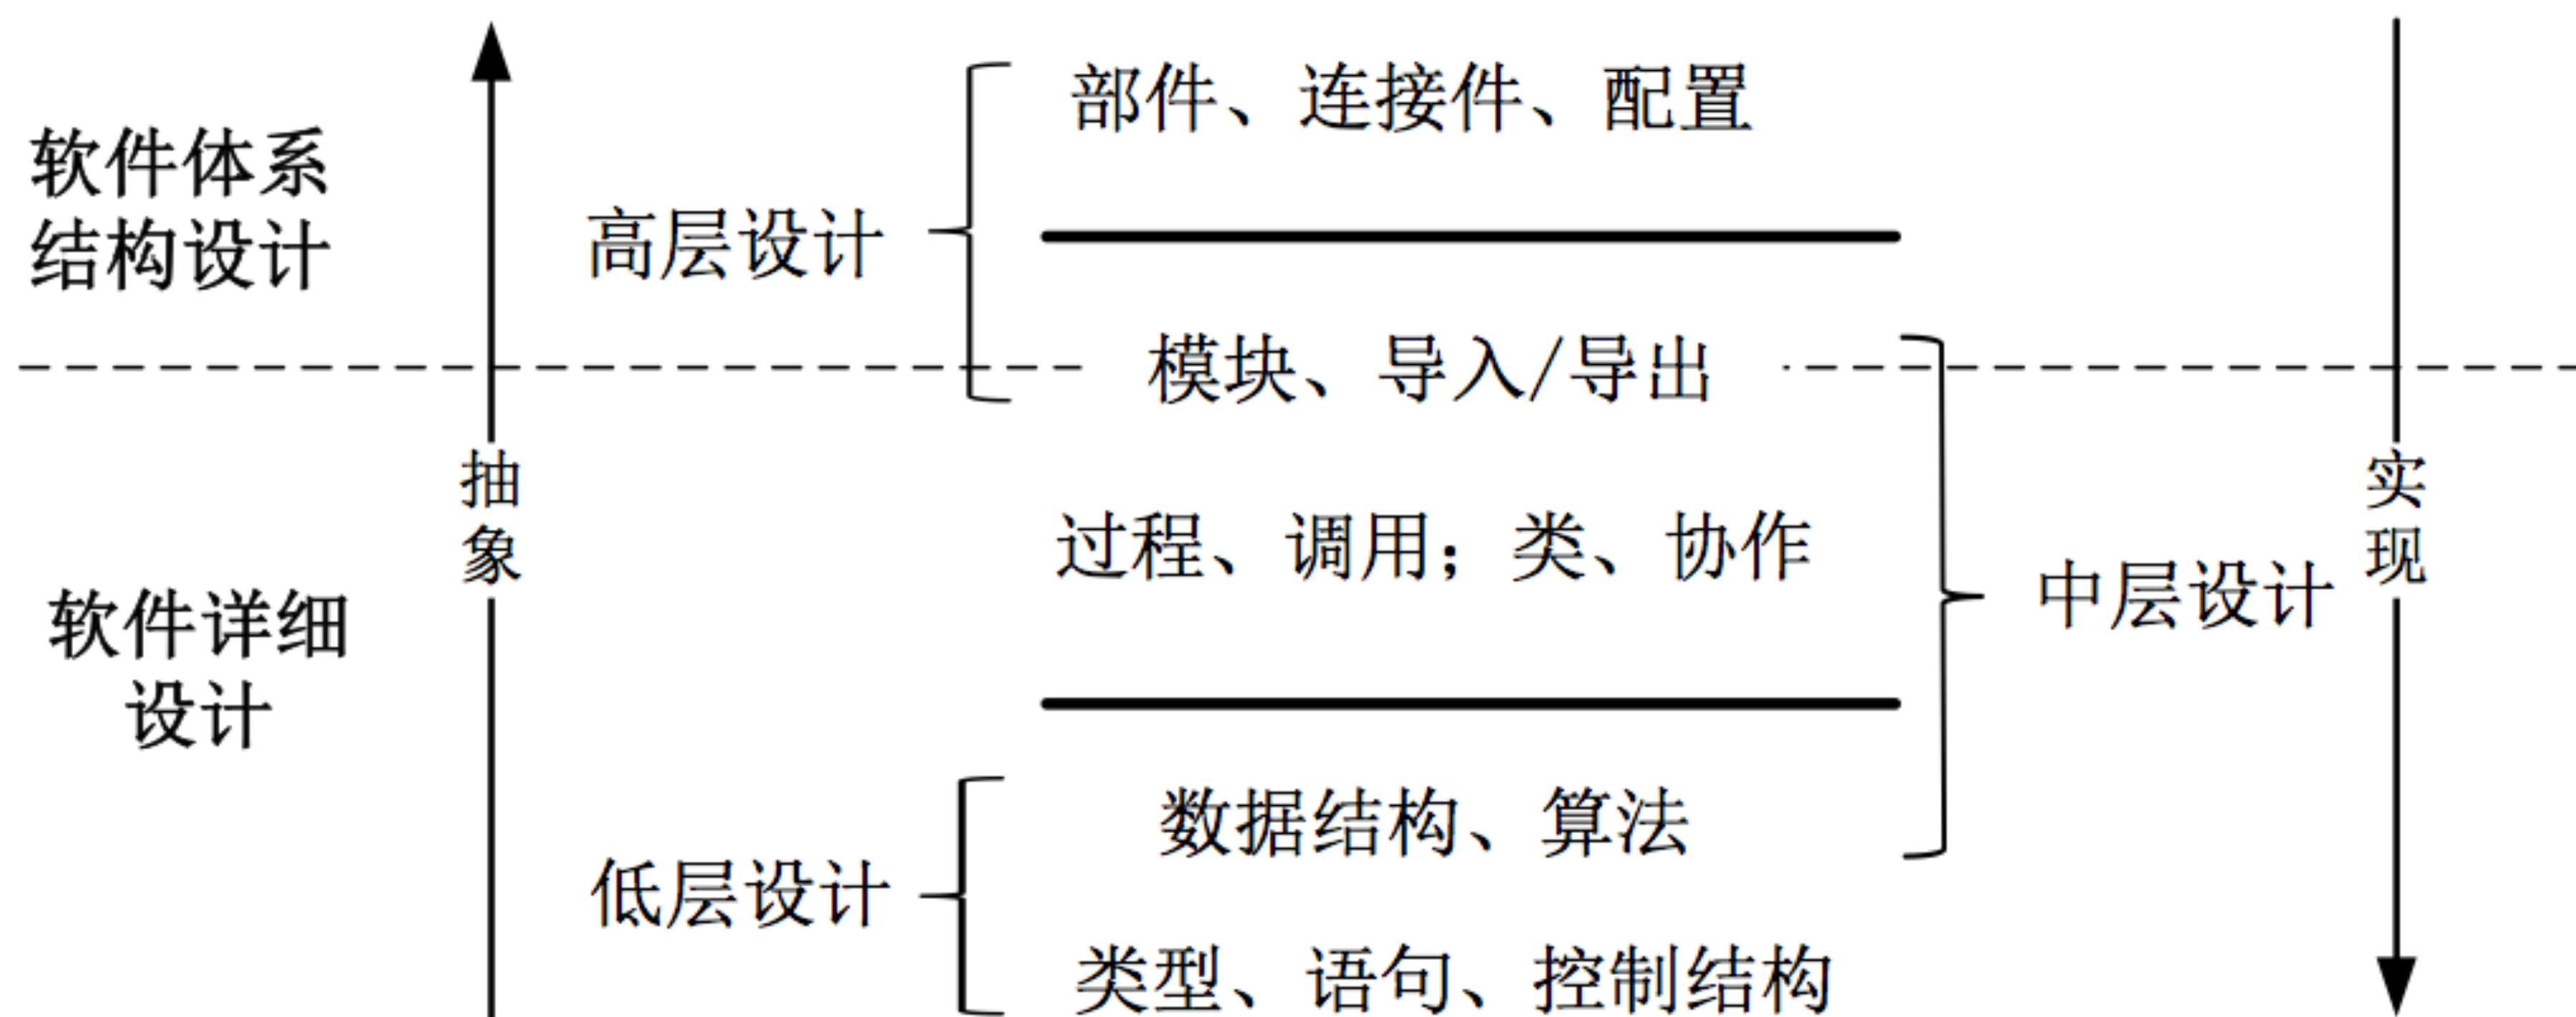 部件、连接件、配置
软件体系
结构设计
高层设计
模块、导入/导出
抽
象
过程、调用；类、协作
实
现
中层设计
软件详细
设计
数据结构、算法
低层设计
类型、语句、控制结构